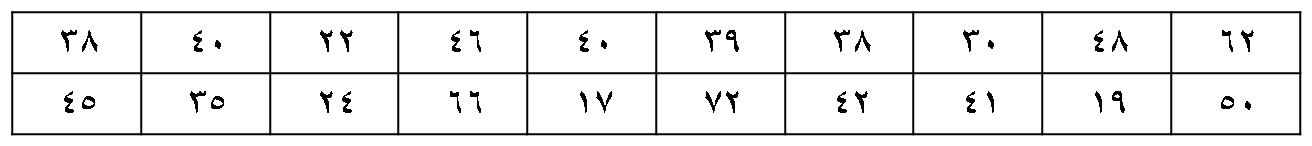 ٣٨ ٤٠ ٢٢ ٤٦ ٤٠ ٣٩ ٣٨ ٣٠ ٤٨ ٦٢
٤٥ ٣٥ ٢٤ ٦٦ ١٧ ٧٢ ٤٢ ٤١ ١٩ ٥٠